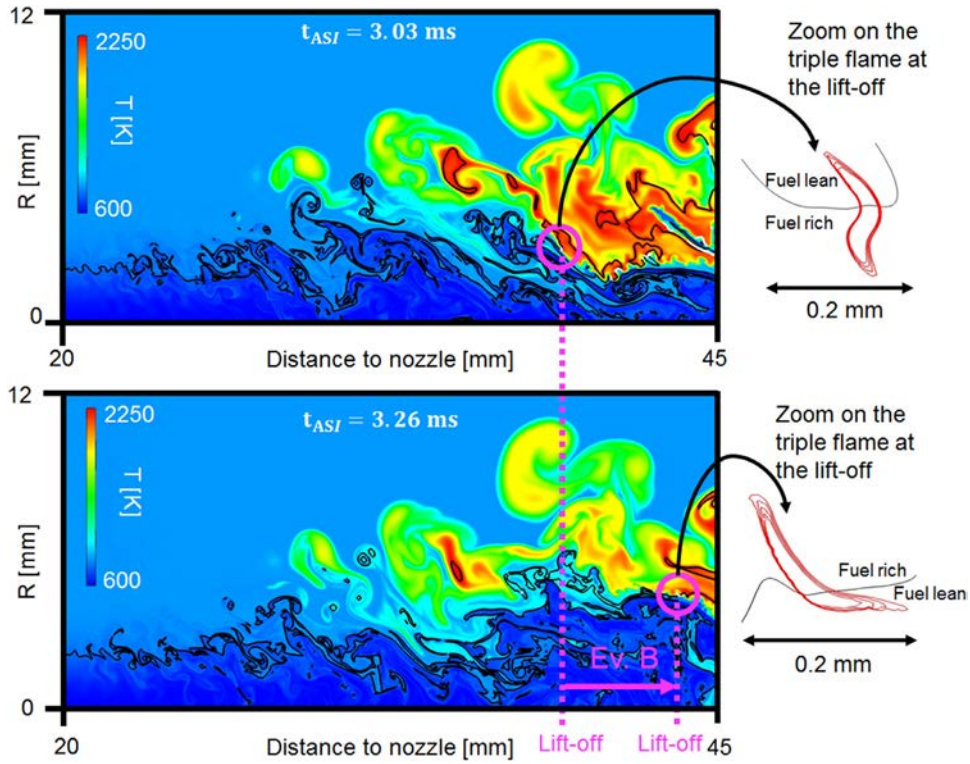 12
2250
T [K]
600
t_ASI = 3.03 ms
R [mm]
0
20
Distance to nozzle [mm]
45
Zoom on the
triple flame at
the lift-off
Fuel lean
Fuel rich
0.2 mm
12
2250
T [K]
600
t_ASI = 3.26 ms
R [mm]
0
Ev. B
20
Distance to nozzle [mm]
Lift-off
Lift-off
45
Zoom on the
triple flame at
the lift-off
Fuel rich
Fuel lean
0.2 mm